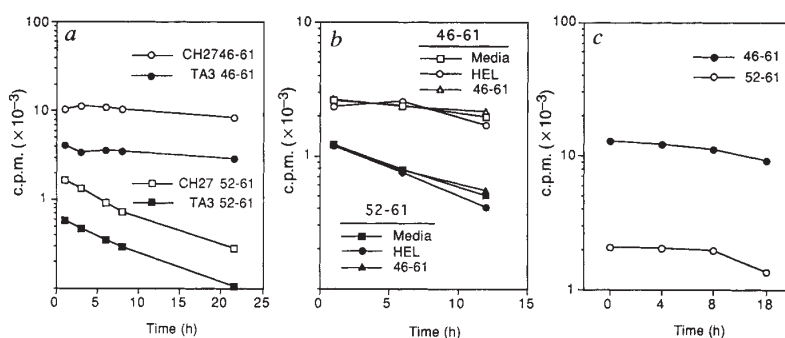 a
10³
100
10
1
c.p.m. (× 10⁻³)
CH27 46-61
TA3 46-61
CH27 52-61
TA3 52-61
0 5 10 15 20 25
Time (h)
b
10
1
c.p.m. (× 10⁻³)
46-61
Media
HEL
46-61
52-61
Media
HEL
46-61
0 5 10 15
Time (h)
c
100
10
1
c.p.m. (× 10⁻³)
46-61
52-61
0 4 8 18
Time (h)